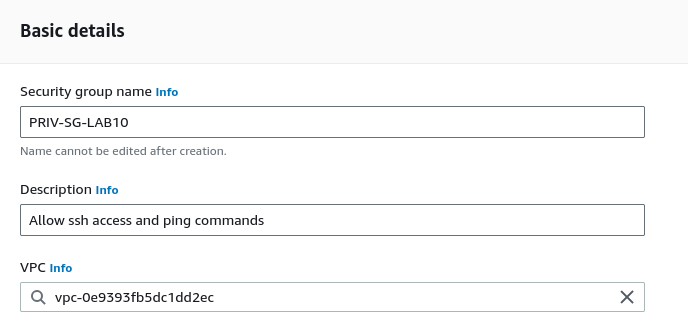 Basic details
Security group name Info
PRIV-SG-LAB10
Name cannot be edited after creation.
Description Info
Allow ssh access and ping commands
VPC Info
vpc-0e9393fb5dc1dd2ec